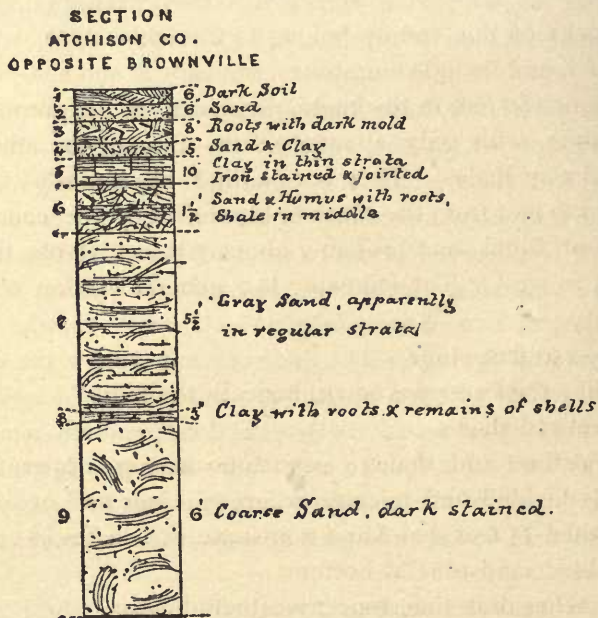 SECTION
ATCHISON CO.
OPPOSITE BROWNVILLE
1 6" Dark Soil
2 6" Sand
3 8" Roots with dark mold
4 5" Sand & Clay
5 10 Clay in thin strata
Iron stained & jointed
6 1½' Sand & Humus with roots,
Shale in middle
7 5½' Gray Sand, apparently
in regular strata
8 5" Clay with roots & remains of shells
9 6' Coarse Sand, dark stained.